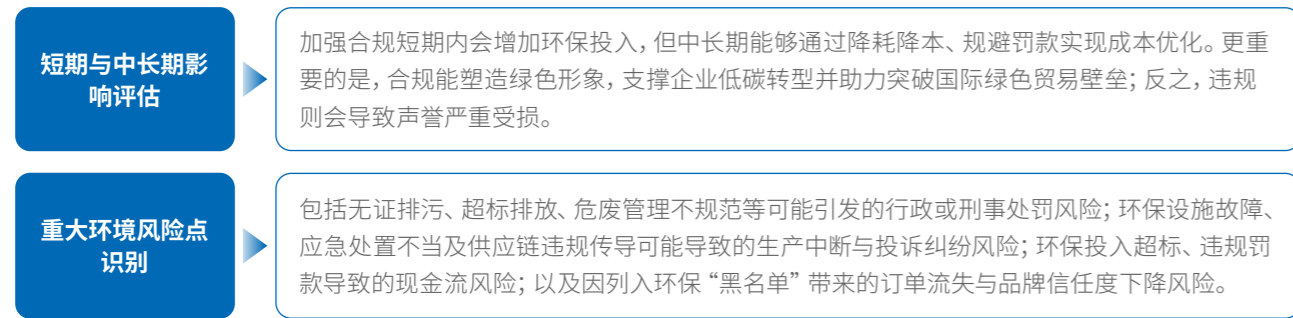 短期与中长期影
响评估
加强合规短期内会增加环保投入，但中长期能够通过降耗降本、规避罚款实现成本优化。更重
要的是，合规能塑造绿色形象，支撑企业低碳转型并助力突破国际绿色贸易壁垒；反之，违规
则会导致声誉严重受损。
重大环境风险点
识别
包括无证排污、超标排放、危废管理不规范等可能引发的行政或刑事处罚风险；环保设施故障、
应急处置不当及供应链违规传导可能导致的生产中断与投诉纠纷风险；环保投入超标、违规罚
款导致的现金流风险；以及因列入环保“黑名单”带来的订单流失与品牌信任度下降风险。